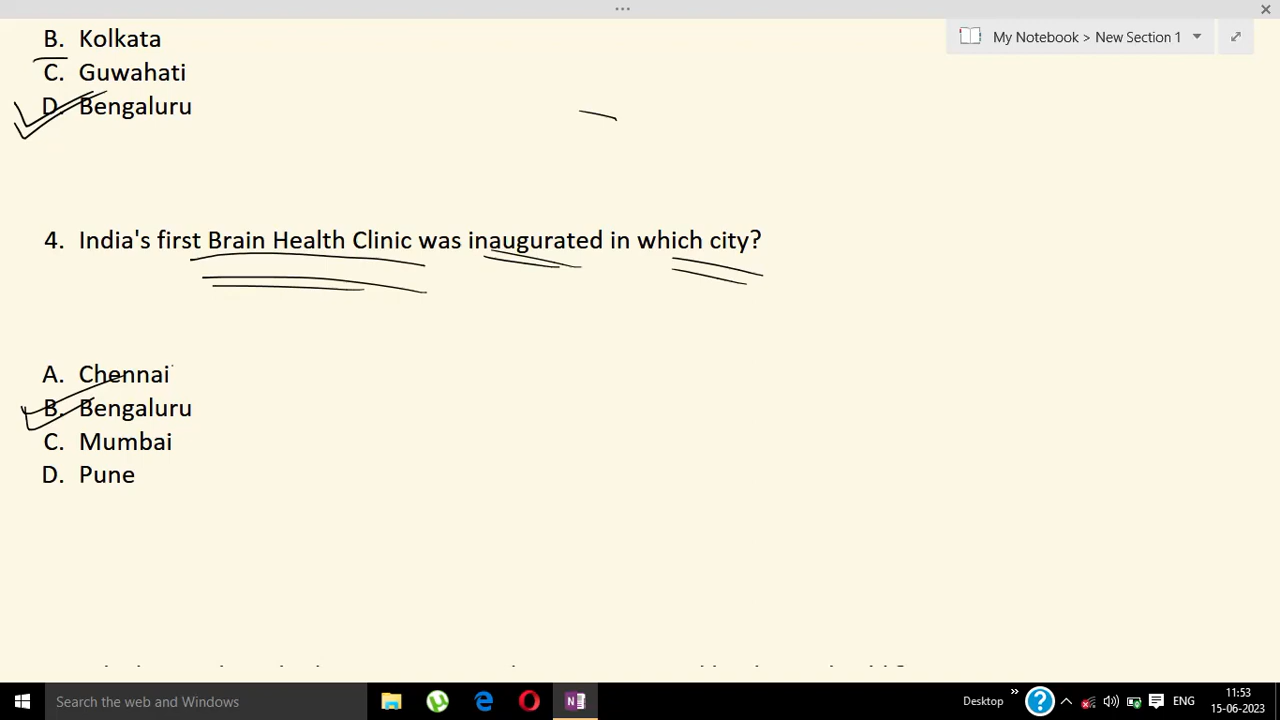 B. Kolkata
My Notebook > New Section 1
C. Guwahati
D. Bengaluru
4. India's first Brain Health Clinic was inaugurated in which city?
A. Chennai
B. Bengaluru
C. Mumbai
D. Pune
Search the web and Windows
Desktop
ENG
11:53
15-06-2023